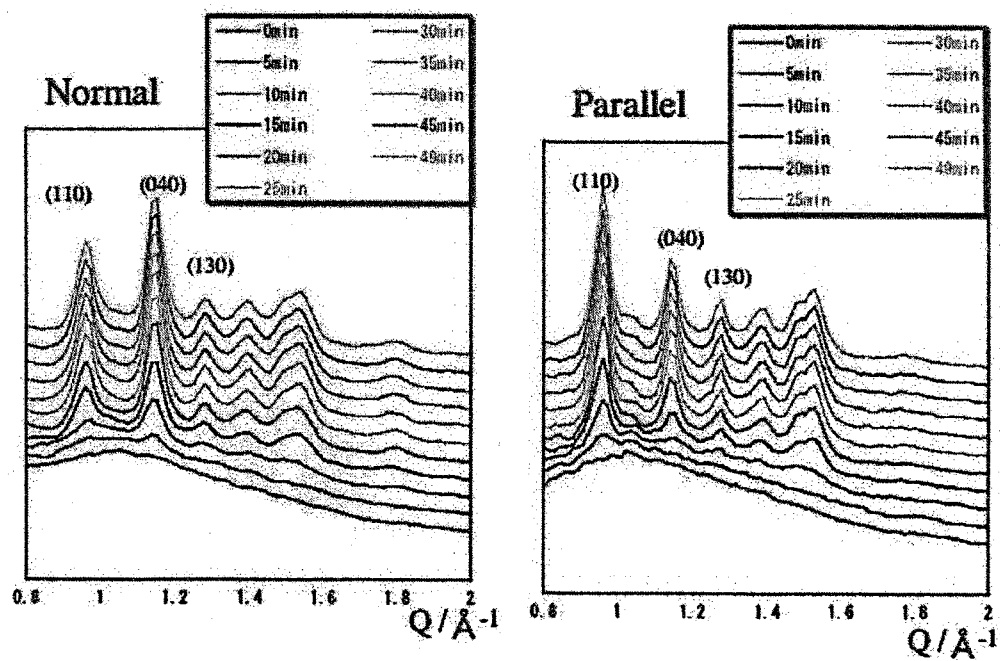 Normal
0min 30min
5min 35min
10min 40min
15min 45min
20min 49min
25min
(110)
(040)
(130)
0.8 1 1.2 1.4 1.6 1.8 2
Q / Å-1
Parallel
0min 30min
5min 35min
10min 40min
15min 45min
20min 49min
25min
(110)
(040)
(130)
0.8 1 1.2 1.4 1.6 1.8 2
Q / Å-1